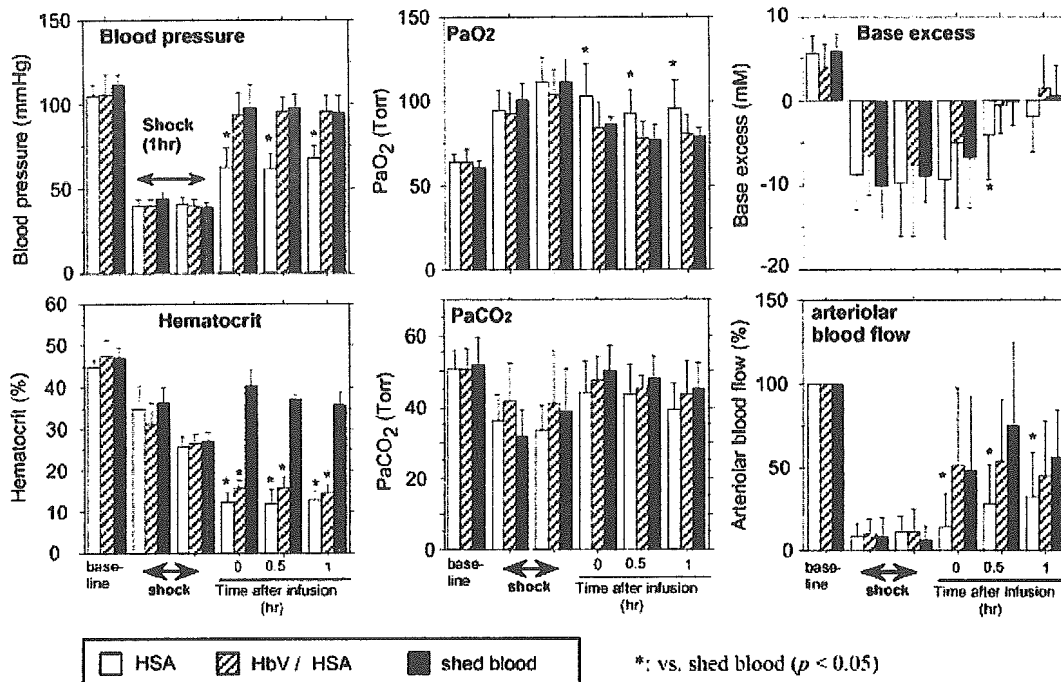 Blood pressure
Blood pressure (mmHg)
150
100
50
0
Shock
(1hr)
*
*
*
PaO2
PaO2 (Torr)
150
100
50
0
*
*
*
Base excess
Base excess (mM)
10
0
-10
-20
*
Hematocrit
Hematocrit (%)
60
50
40
30
20
10
0
*
*
*
*
*
*
base-
line
shock
0
0.5
1
Time after infusion
(hr)
PaCO2
PaCO2 (Torr)
60
40
20
0
base-
line
shock
0
0.5
1
Time after infusion
(hr)
arteriolar
blood flow
Arteriolar blood flow (%)
150
100
50
0
*
*
*
base-
line
shock
0
0.5
1
Time after infusion
(hr)
HSA
HbV / HSA
shed blood
*: vs. shed blood (p < 0.05)